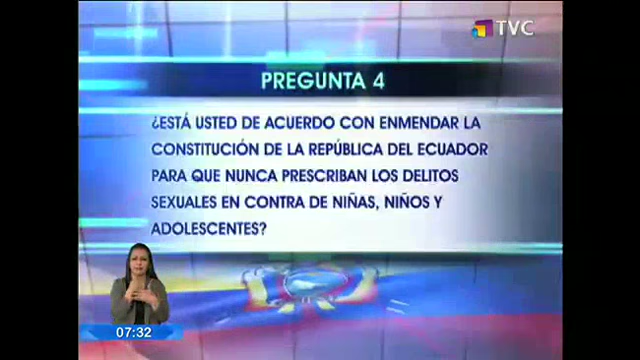 TVC
PREGUNTA 4
¿ESTÁ USTED DE ACUERDO CON ENMENDAR LA
CONSTITUCIÓN DE LA REPÚBLICA DEL ECUADOR
PARA QUE NUNCA PRESCRIBAN LOS DELITOS
SEXUALES EN CONTRA DE NIÑAS, NIÑOS Y
ADOLESCENTES?
07:32